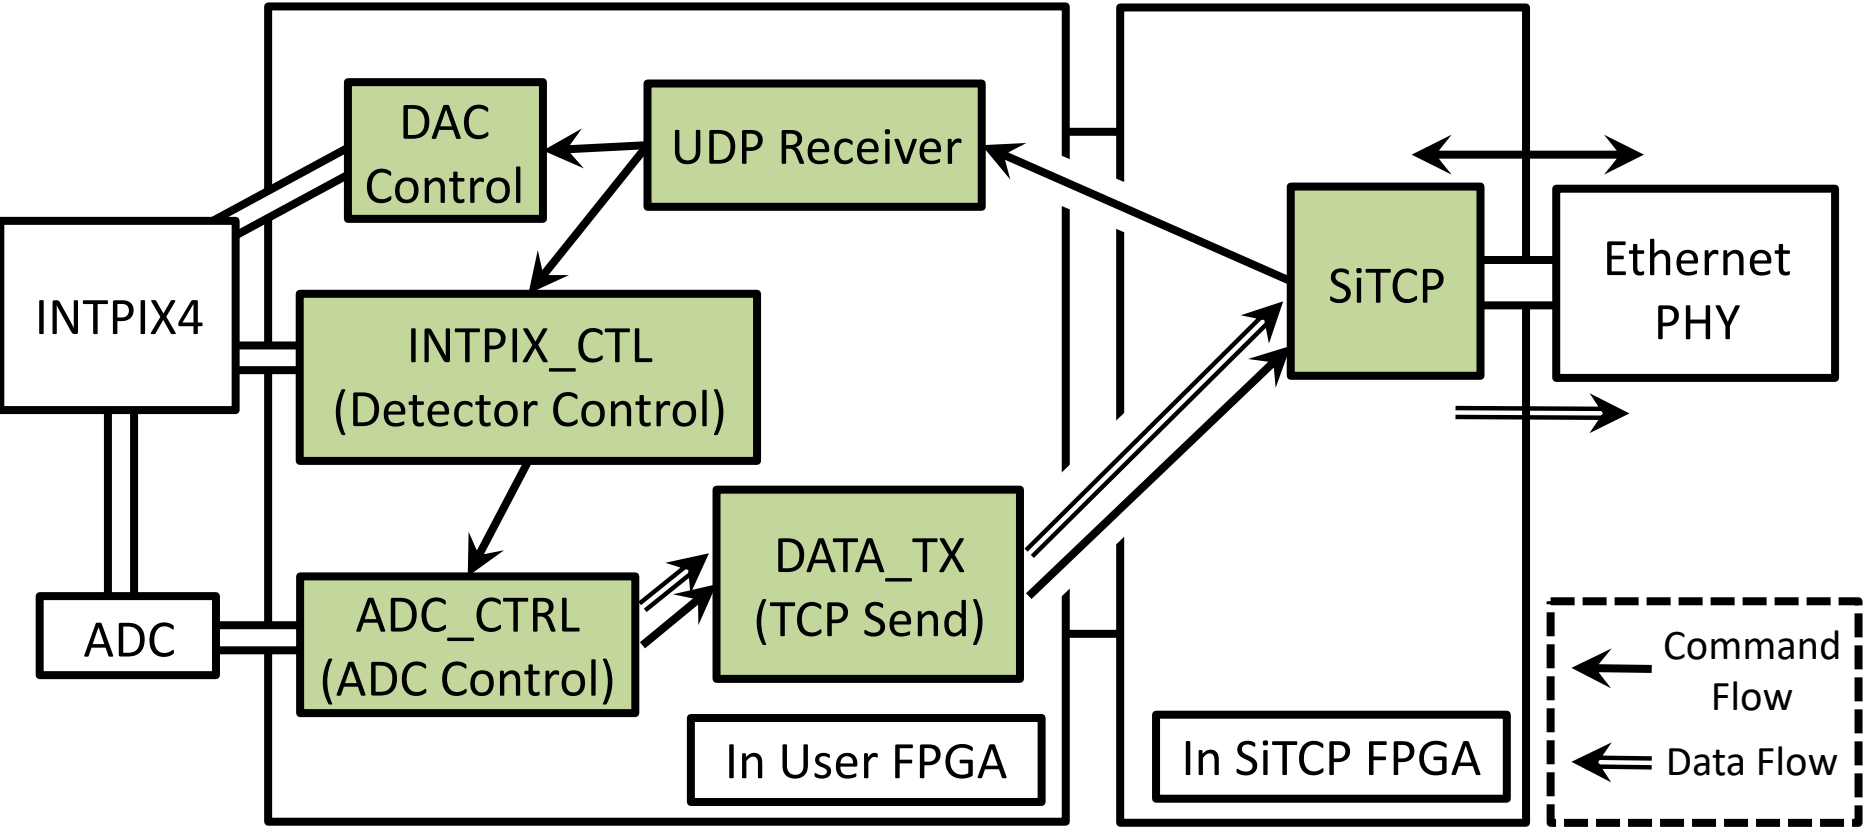 DAC
Control
UDP Receiver
INTPIX4
SiTCP
Ethernet
PHY
INTPIX_CTL
(Detector Control)
DATA_TX
(TCP Send)
ADC
ADC_CTRL
(ADC Control)
In User FPGA
In SiTCP FPGA
Command
Flow
Data Flow